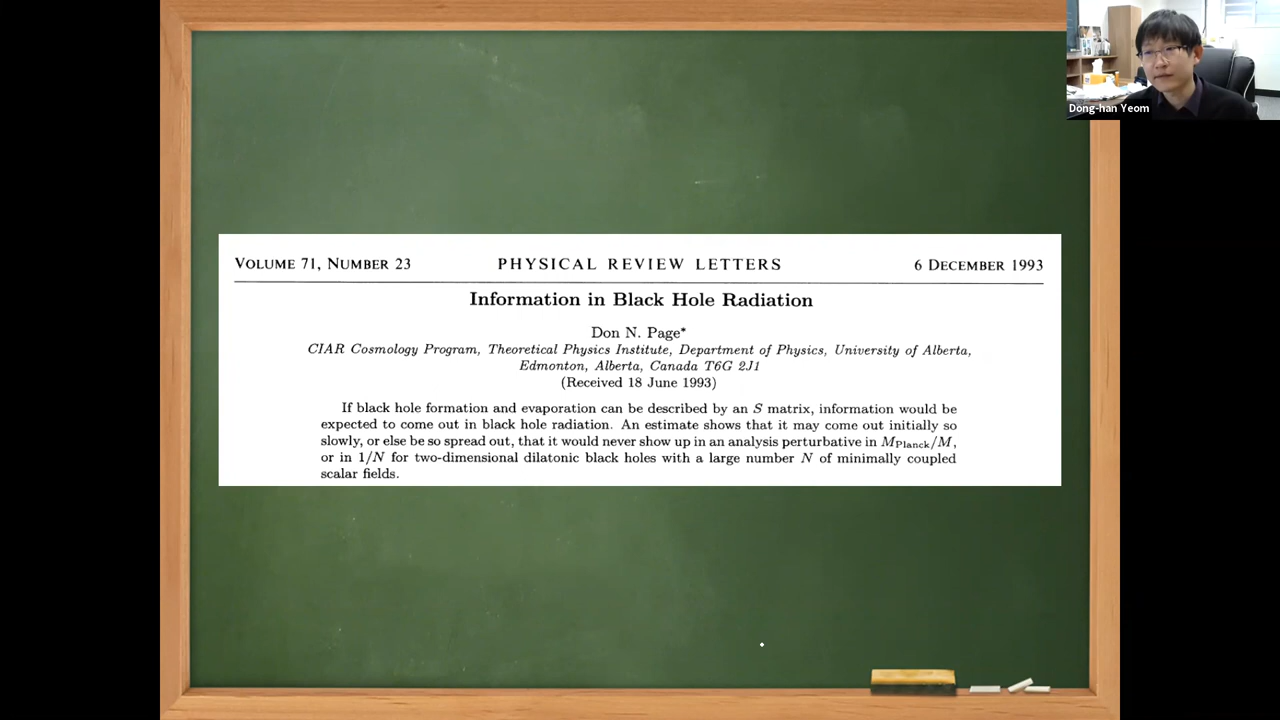 Dong-han Yeom
VOLUME 71, NUMBER 23 PHYSICAL REVIEW LETTERS 6 DECEMBER 1993
Information in Black Hole Radiation
Don N. Page*
CIAR Cosmology Program, Theoretical Physics Institute, Department of Physics, University of Alberta,
Edmonton, Alberta, Canada T6G 2J1
(Received 18 June 1993)
If black hole formation and evaporation can be described by an S matrix, information would be
expected to come out in black hole radiation. An estimate shows that it may come out initially so
slowly, or else be so spread out, that it would never show up in an analysis perturbative in M_Planck/M,
or in 1/N for two-dimensional dilatonic black holes with a large number N of minimally coupled
scalar fields.